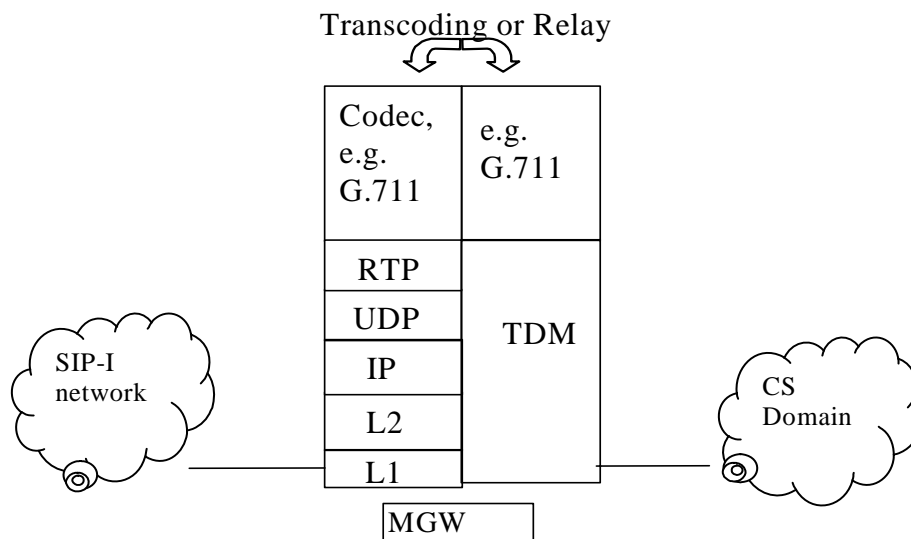 Transcoding or Relay
Codec,
e.g.
G.711
e.g.
G.711
RTP
UDP
IP
L2
L1
TDM
SIP-I
network
CS
Domain
MGW